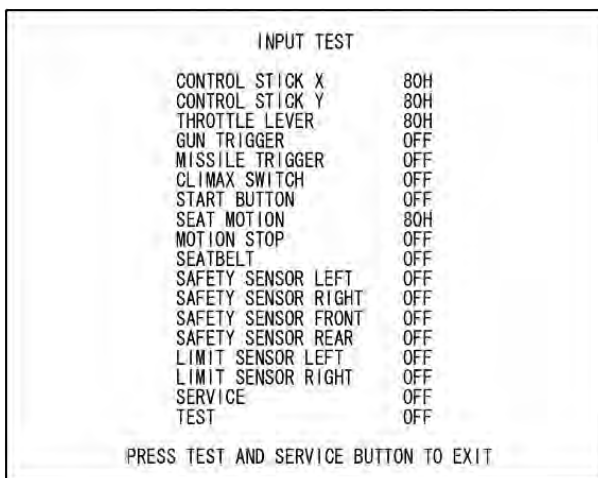 INPUT TEST
CONTROL STICK X 80H
CONTROL STICK Y 80H
THROTTLE LEVER 80H
GUN TRIGGER OFF
MISSILE TRIGGER OFF
CLIMAX SWITCH OFF
START BUTTON OFF
SEAT MOTION 80H
MOTION STOP OFF
SEATBELT OFF
SAFETY SENSOR LEFT OFF
SAFETY SENSOR RIGHT OFF
SAFETY SENSOR FRONT OFF
SAFETY SENSOR REAR OFF
LIMIT SENSOR LEFT OFF
LIMIT SENSOR RIGHT OFF
SERVICE OFF
TEST OFF
PRESS TEST AND SERVICE BUTTON TO EXIT